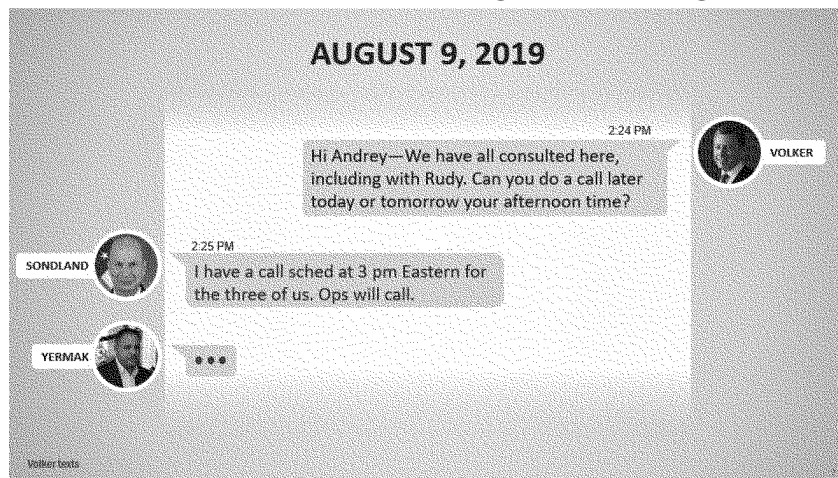 AUGUST 9, 2019
2:24 PM
VOLKER
Hi Andrey—We have all consulted here,
including with Rudy. Can you do a call later
today or tomorrow your afternoon time?
2:25 PM
SONDLAND
I have a call sched at 3 pm Eastern for
the three of us. Ops will call.
YERMAK
•••
Volker texts